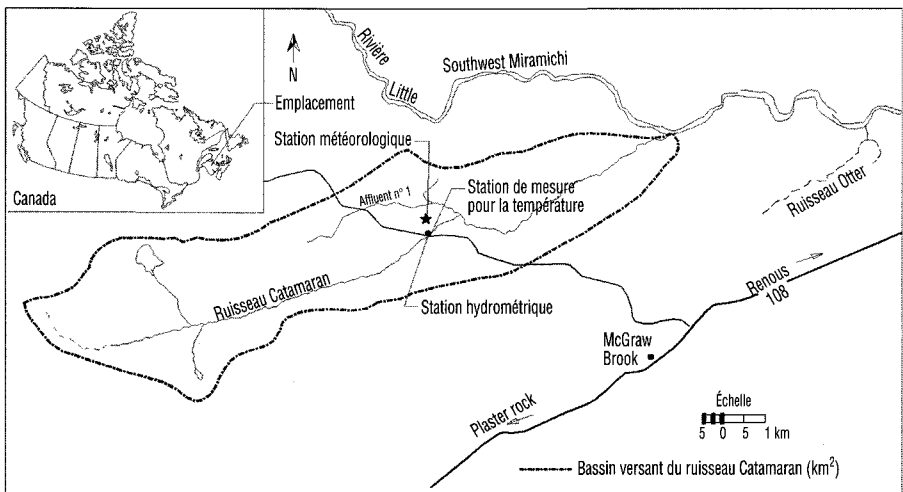 Canada
Emplacement
N
Rivière
Little
Southwest Miramichi
Station météorologique
Affluent n° 1
Station de mesure
pour la température
Ruisseau Otter
Ruisseau Catamaran
Station hydrométrique
Renous
108
McGraw
Brook
Plaster rock
Échelle
5 0 5 1 km
Bassin versant du ruisseau Catamaran (km²)